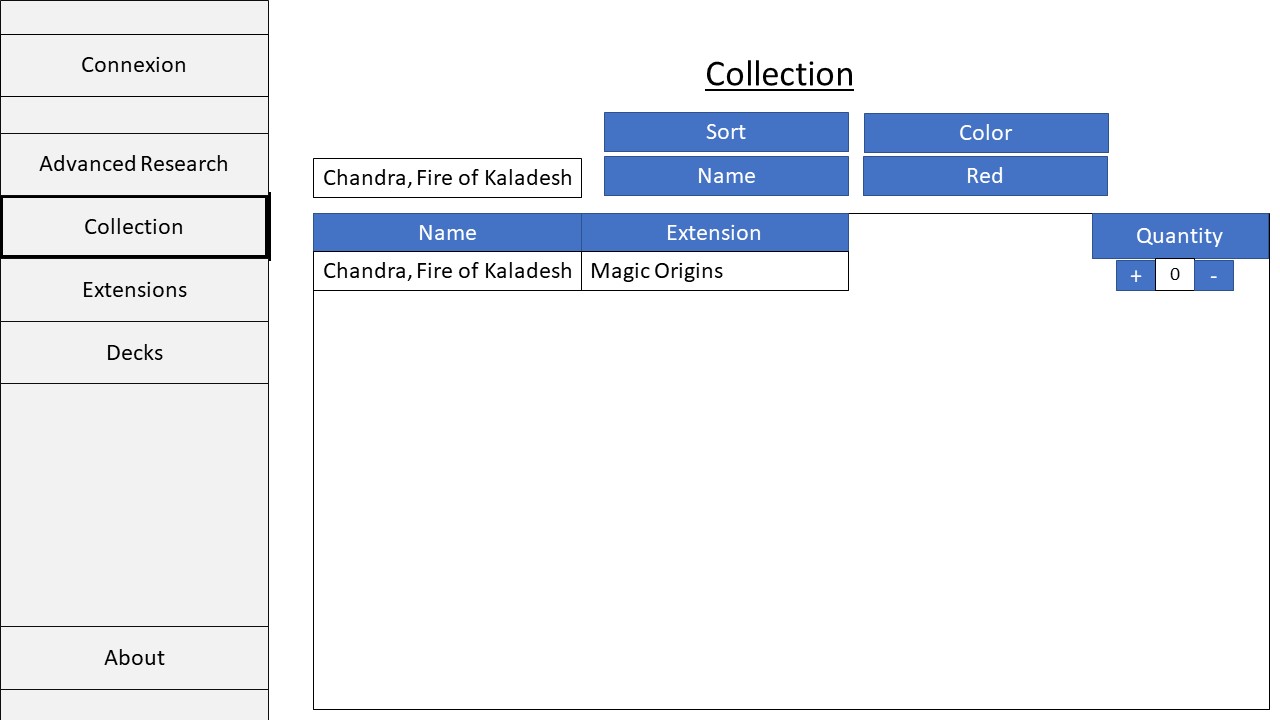 Connexion
Advanced Research
Collection
Extensions
Decks
About
Collection
Sort
Color
Chandra, Fire of Kaladesh
Name
Red
Name
Extension
Quantity
Chandra, Fire of Kaladesh
Magic Origins
+
0
-